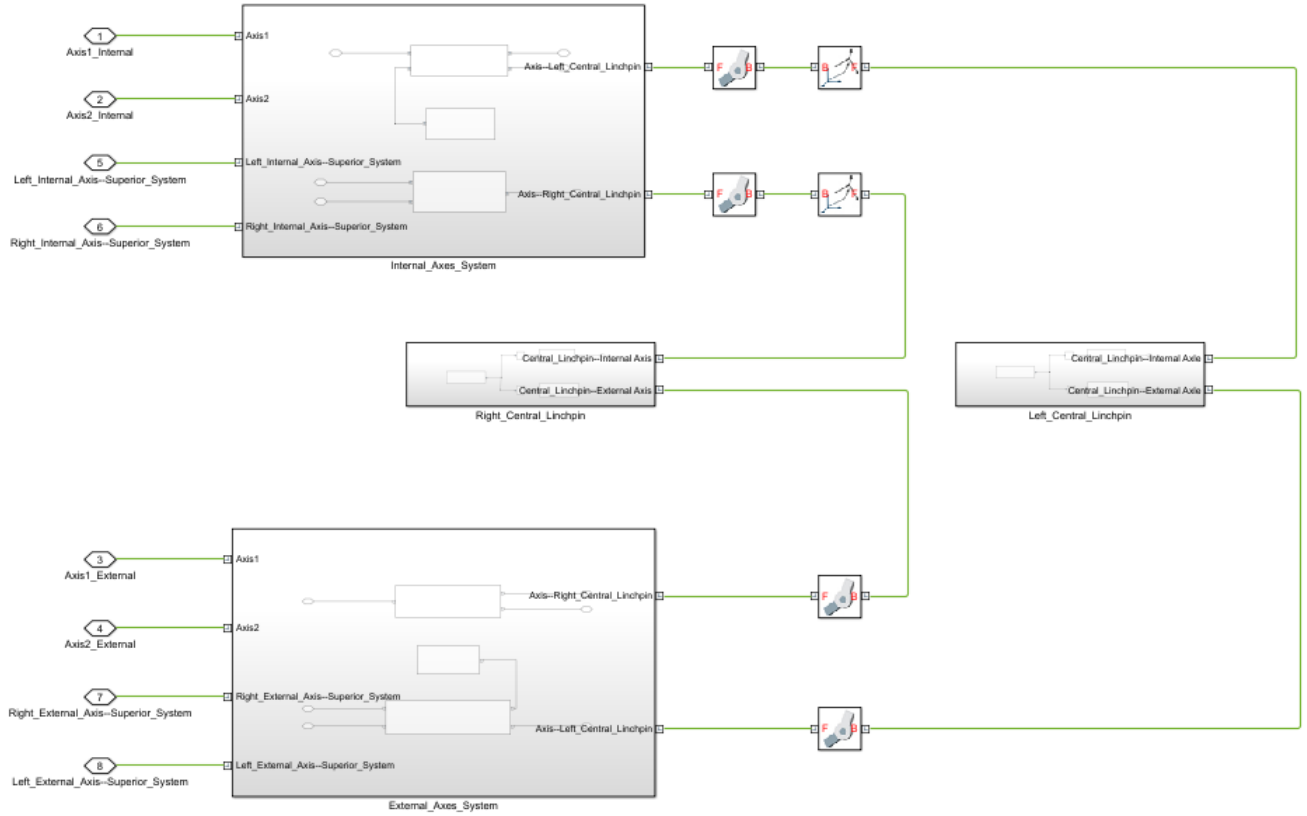 1
Axis1_Internal
2
Axis2_Internal
5
Left_Internal_Axis--Superior_System
6
Right_Internal_Axis--Superior_System
Axis1
Axis2
Left_Internal_Axis--Superior_System
Right_Internal_Axis--Superior_System
Axis--Left_Central_Linchpin
Axis--Right_Central_Linchpin
Internal_Axes_System
F B
B F
F B
B F
Central_Linchpin--Internal Axis
Central_Linchpin--External Axis
Right_Central_Linchpin
Central_Linchpin--Internal Axle
Central_Linchpin--External Axle
Left_Central_Linchpin
3
Axis1_External
4
Axis2_External
7
Right_External_Axis--Superior_System
8
Left_External_Axis--Superior_System
Axis1
Axis2
Right_External_Axis--Superior_System
Left_External_Axis--Superior_System
Axis--Right_Central_Linchpin
Axis--Left_Central_Linchpin
External_Axes_System
F B
F B